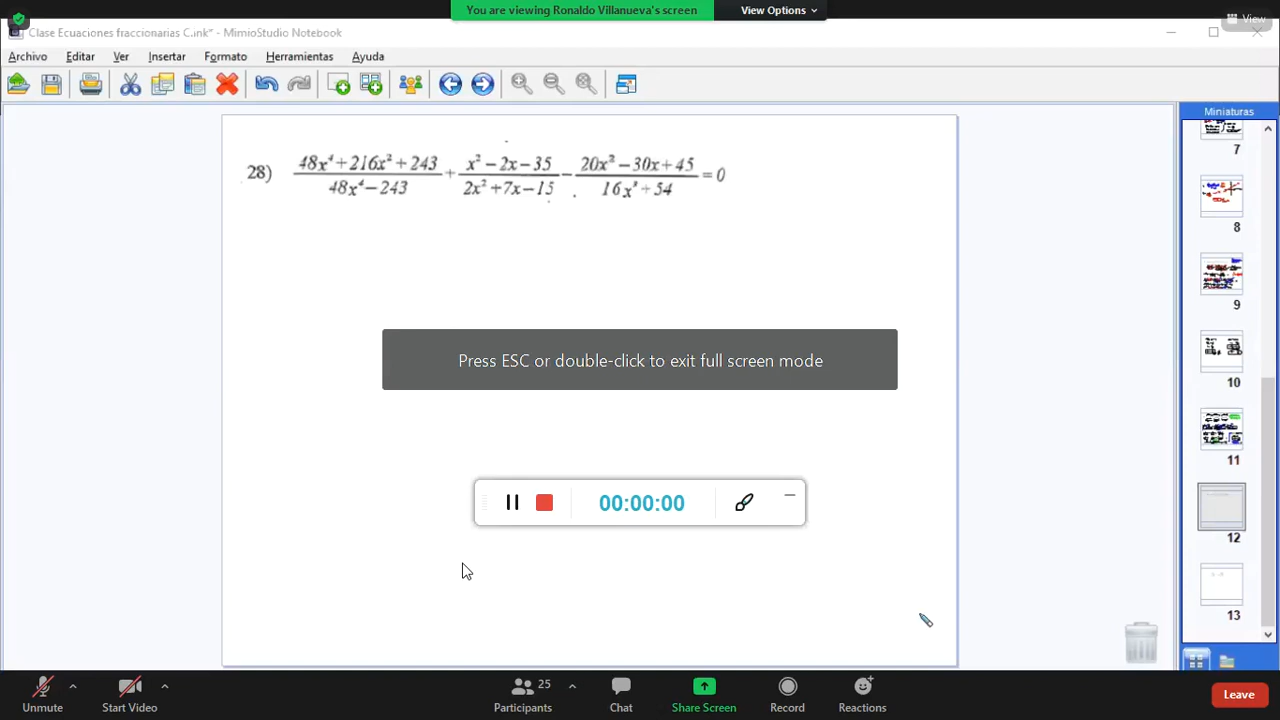 You are viewing Ronaldo Villanueva's screen
View Options
View
Clase Ecuaciones fraccionarias C.ink* - MimioStudio Notebook
Archivo Editar Ver Insertar Formato Herramientas Ayuda
Miniaturas
28) (48x⁴+216x²+243)/(48x⁴−243) + (x²−2x−35)/(2x²+7x−15) − (20x²−30x+45)/(16x³+54) = 0
7
8
9
Press ESC or double-click to exit full screen mode
10
11
00:00:00
12
13
Unmute
Start Video
25
Participants
Chat
Share Screen
Record
Reactions
Leave